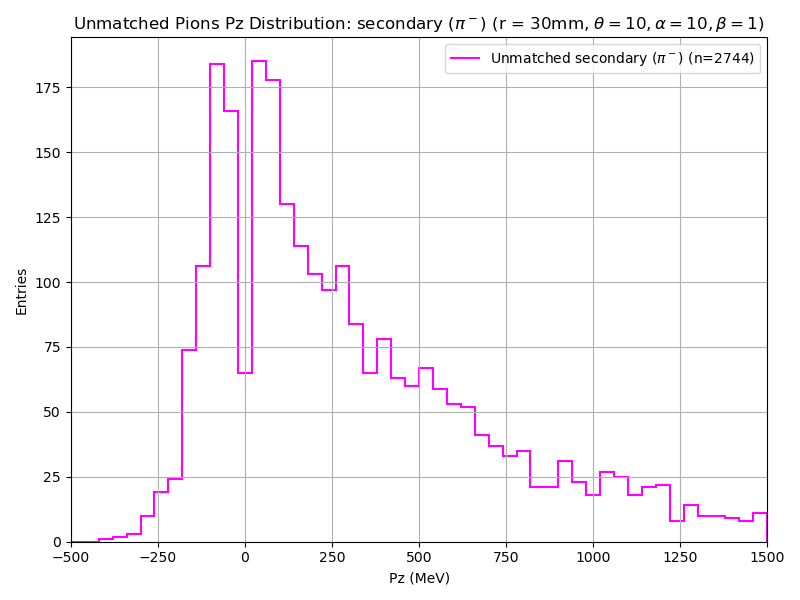 Unmatched Pions Pz Distribution: secondary (π⁻) (r = 30mm, θ = 10, α = 10, β = 1)
Unmatched secondary (π⁻) (n=2744)
Entries
175
150
125
100
75
50
25
0
−500 −250 0 250 500 750 1000 1250 1500
Pz (MeV)